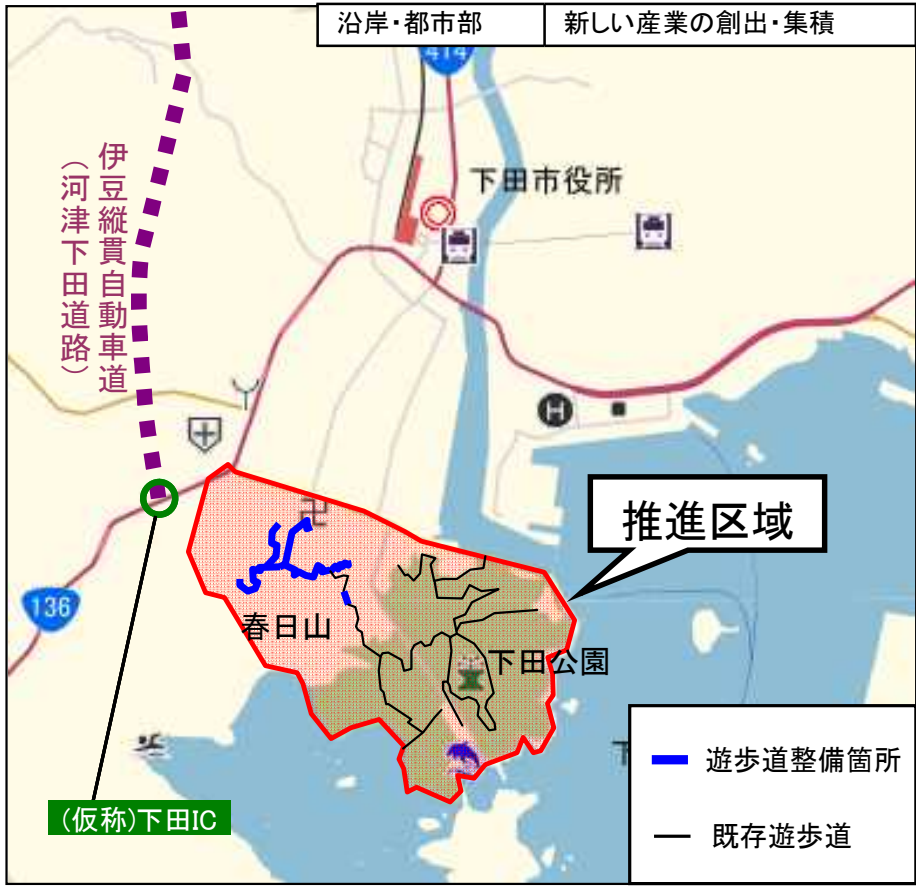 沿岸・都市部
新しい産業の創出・集積
414
伊豆縦貫自動車道
(河津下田道路)
下田市役所
H
推進区域
136
春日山
下田公園
下
(仮称)下田IC
遊歩道整備箇所
既存遊歩道